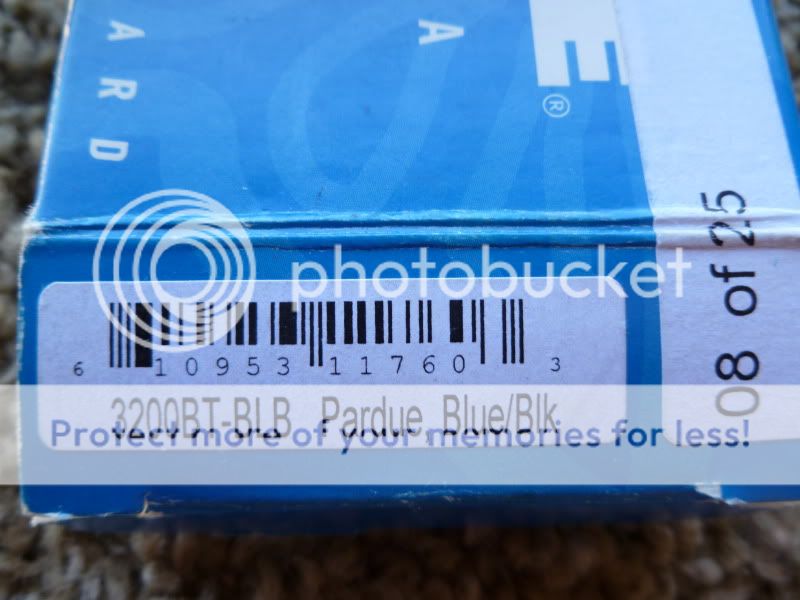 A R D
A
E®
08 of 25
photobucket
6 10953 11760 3
3200BT-BLB Pardue, Blue/Blk
Protect more of your memories for less!